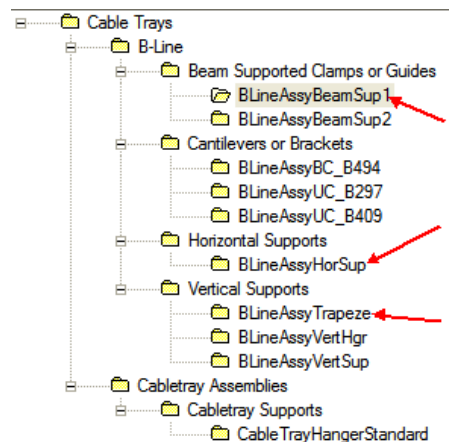 Cable Trays
B-Line
Beam Supported Clamps or Guides
BLineAssyBeamSup1
BLineAssyBeamSup2
Cantilevers or Brackets
BLineAssyBC_B494
BLineAssyUC_B297
BLineAssyUC_B409
Horizontal Supports
BLineAssyHorSup
Vertical Supports
BLineAssyTrapeze
BLineAssyVertHgr
BLineAssyVertSup
Cabletray Assemblies
Cabletray Supports
CableTrayHangerStandard